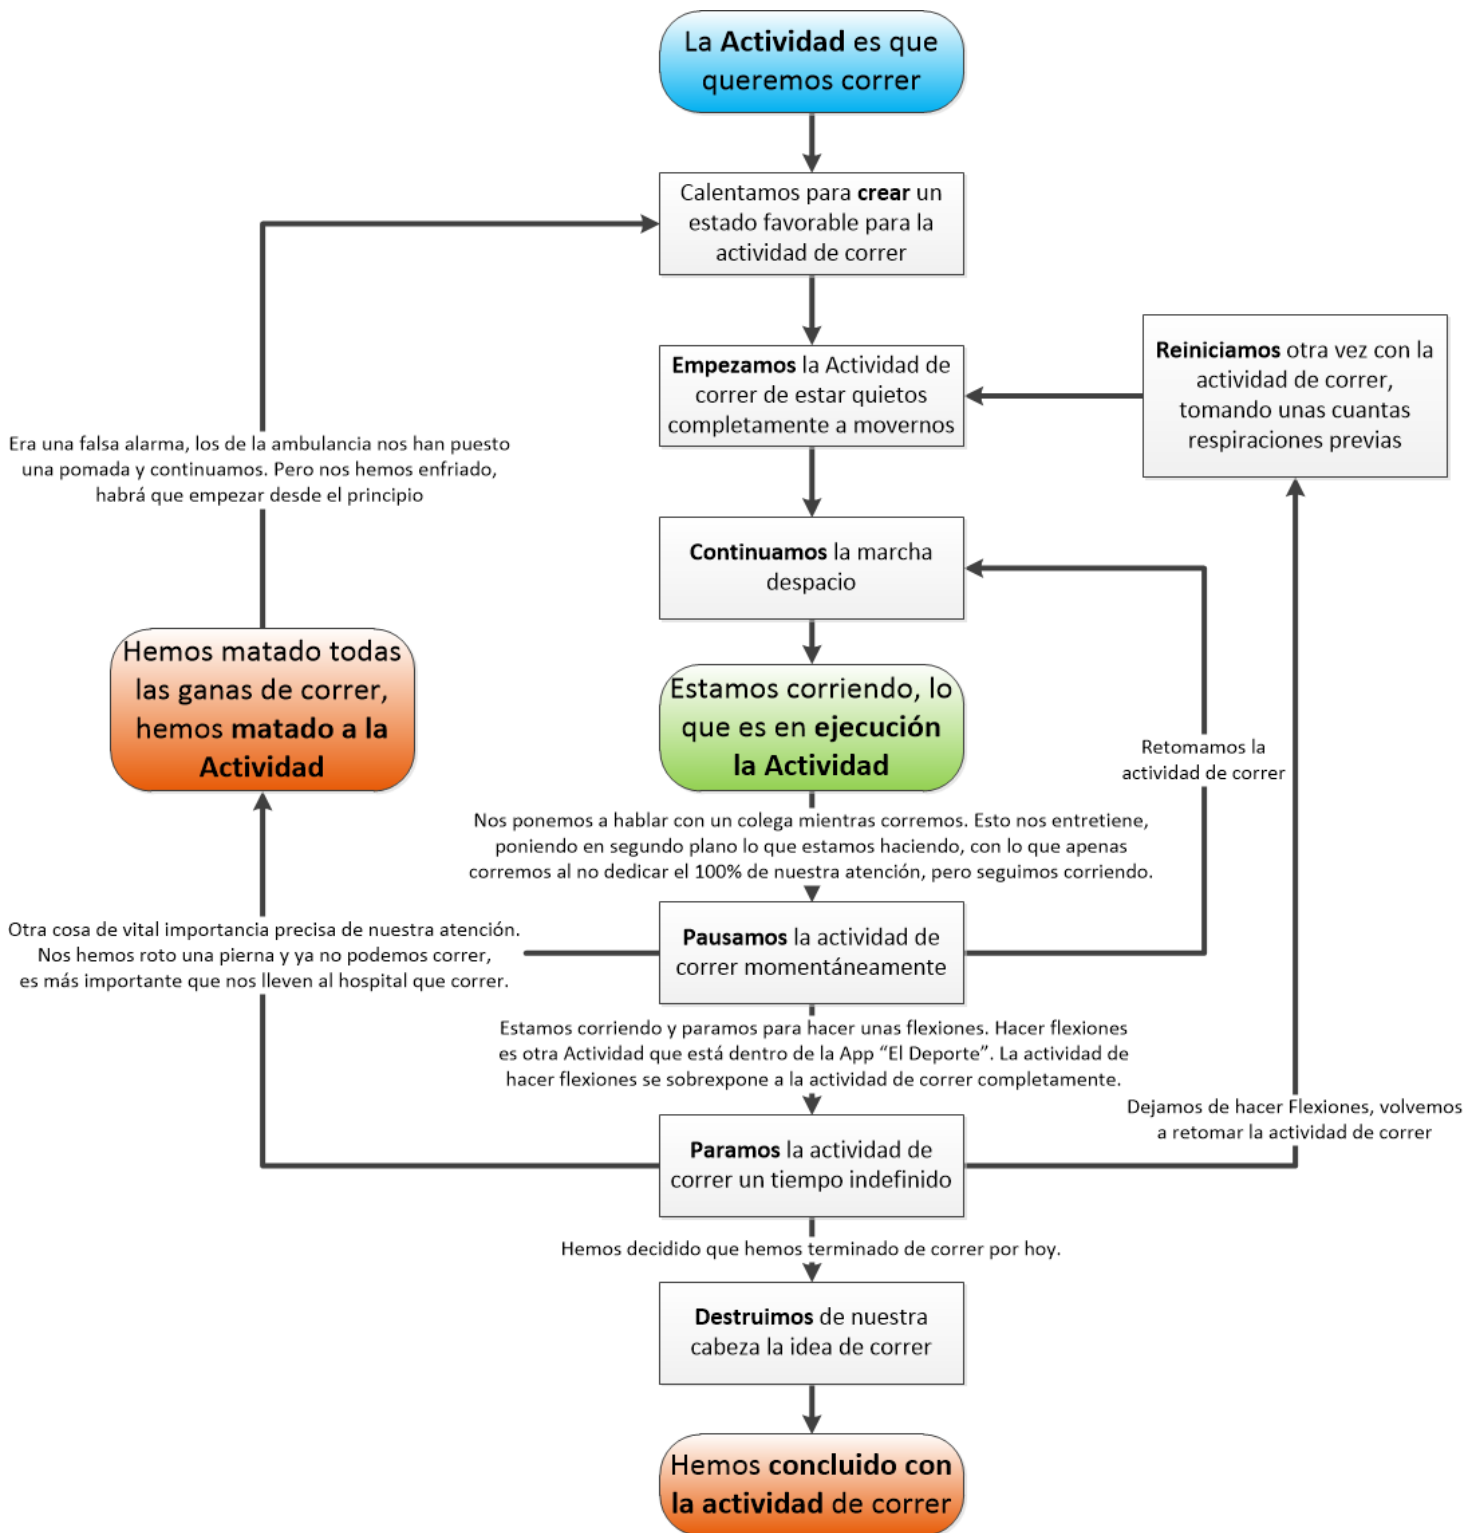 La Actividad es que
queremos correr
Calentamos para crear un
estado favorable para la
actividad de correr
Empezamos la Actividad de
correr de estar quietos
completamente a movernos
Reiniciamos otra vez con la
actividad de correr,
tomando unas cuantas
respiraciones previas
Era una falsa alarma, los de la ambulancia nos han puesto
una pomada y continuamos. Pero nos hemos enfriado,
habrá que empezar desde el principio
Continuamos la marcha
despacio
Hemos matado todas
las ganas de correr,
hemos matado a la
Actividad
Estamos corriendo, lo
que es en ejecución
la Actividad
Retomamos la
actividad de correr
Nos ponemos a hablar con un colega mientras corremos. Esto nos entretiene,
poniendo en segundo plano lo que estamos haciendo, con lo que apenas
corremos al no dedicar el 100% de nuestra atención, pero seguimos corriendo.
Otra cosa de vital importancia precisa de nuestra atención.
Nos hemos roto una pierna y ya no podemos correr,
es más importante que nos lleven al hospital que correr.
Pausamos la actividad de
correr momentáneamente
Estamos corriendo y paramos para hacer unas flexiones. Hacer flexiones
es otra Actividad que está dentro de la App “El Deporte”. La actividad de
hacer flexiones se sobrexpone a la actividad de correr completamente.
Dejamos de hacer Flexiones, volvemos
a retomar la actividad de correr
Paramos la actividad de
correr un tiempo indefinido
Hemos decidido que hemos terminado de correr por hoy.
Destruimos de nuestra
cabeza la idea de correr
Hemos concluido con
la actividad de correr